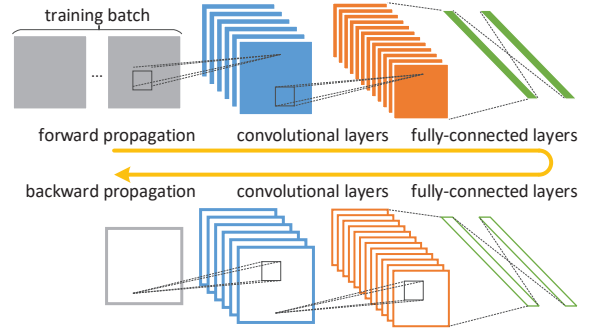 training batch
...
forward propagation convolutional layers fully-connected layers
backward propagation convolutional layers fully-connected layers